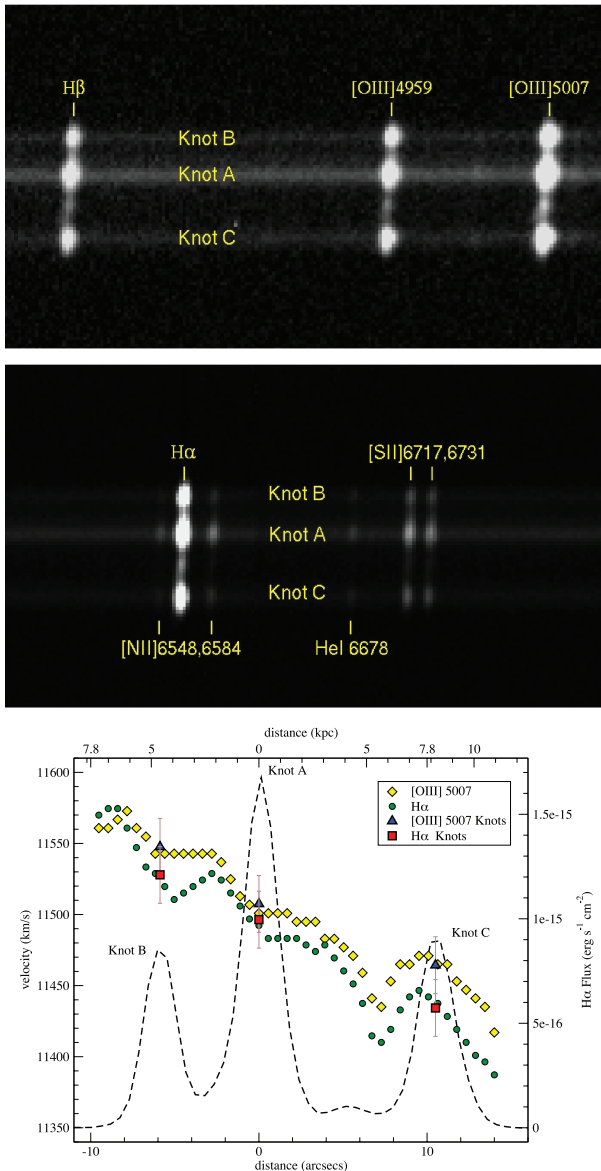 Hβ [OIII]4959 [OIII]5007
Knot B
Knot A
Knot C
Hα [SII]6717,6731
Knot B
Knot A
Knot C
[NII]6548,6584 HeI 6678
distance (kpc)
7.8 5 0 5 7.8 10
Knot A
[OIII] 5007
Hα
[OIII] 5007 Knots
Hα Knots
Knot B
Knot C
11600
11550
11500
11450
11400
11350
velocity (km/s)
1.5e-15
1e-15
5e-16
0
Hα Flux (erg s⁻¹ cm⁻²)
-10 0 10
distance (arcsecs)